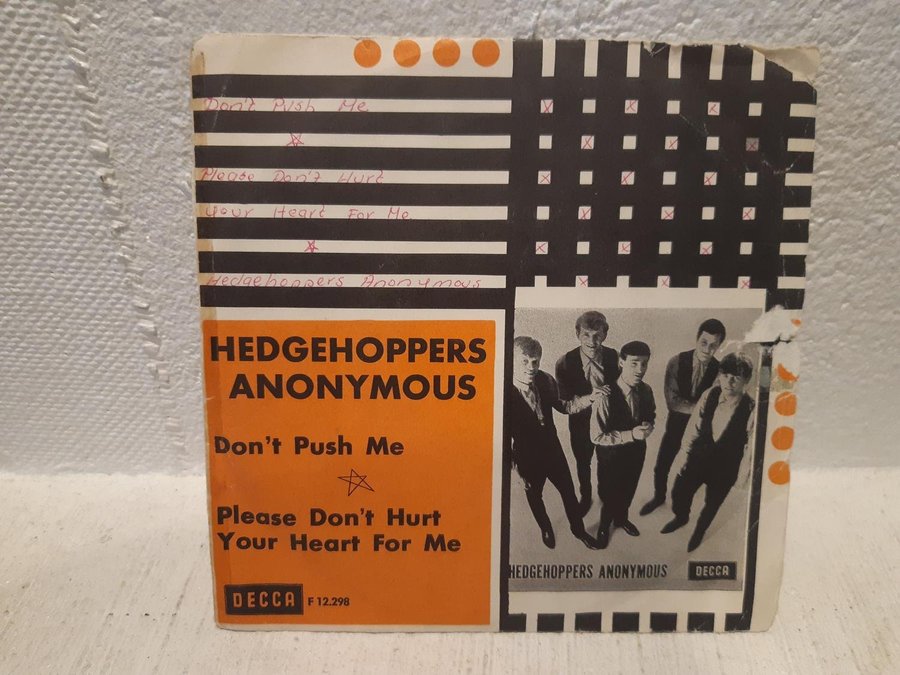 Don't Push Me
Please Don't Hurt
Your Heart For Me
Hedgehoppers Anonymous
HEDGEHOPPERS
ANONYMOUS
Don't Push Me
Please Don't Hurt
Your Heart For Me
DECCA F 12.298
HEDGEHOPPERS ANONYMOUS DECCA